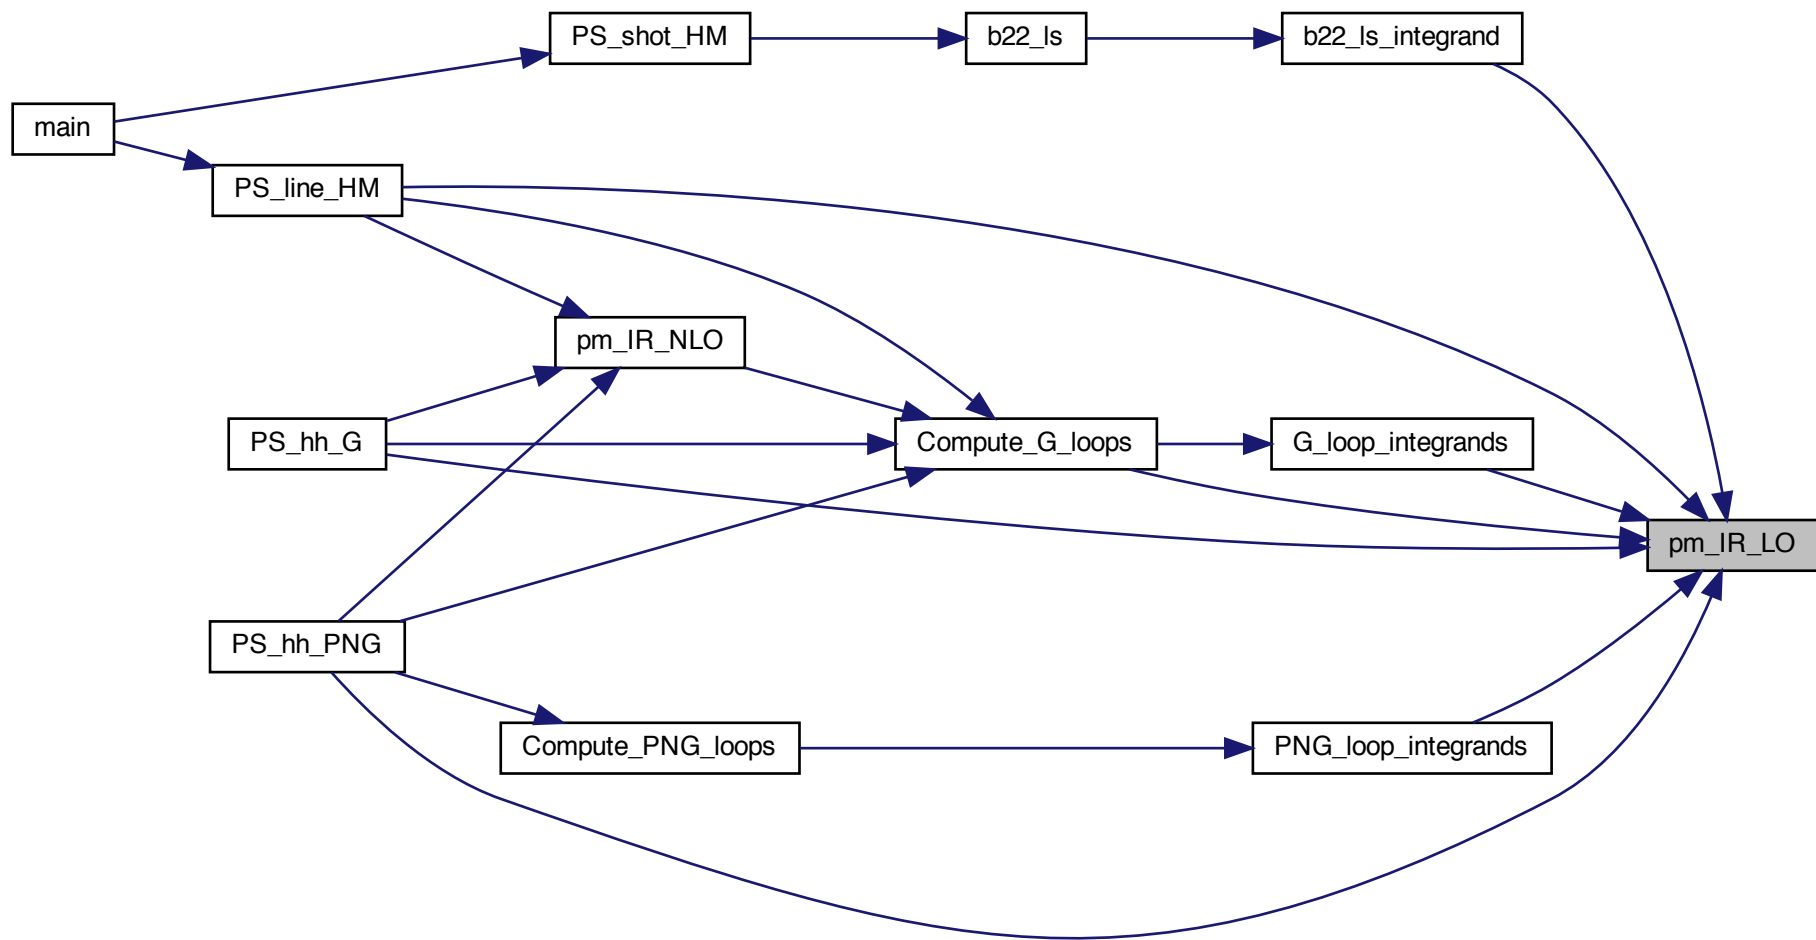 PS_shot_HM
b22_ls
b22_ls_integrand
main
PS_line_HM
pm_IR_NLO
PS_hh_G
Compute_G_loops
G_loop_integrands
pm_IR_LO
PS_hh_PNG
Compute_PNG_loops
PNG_loop_integrands